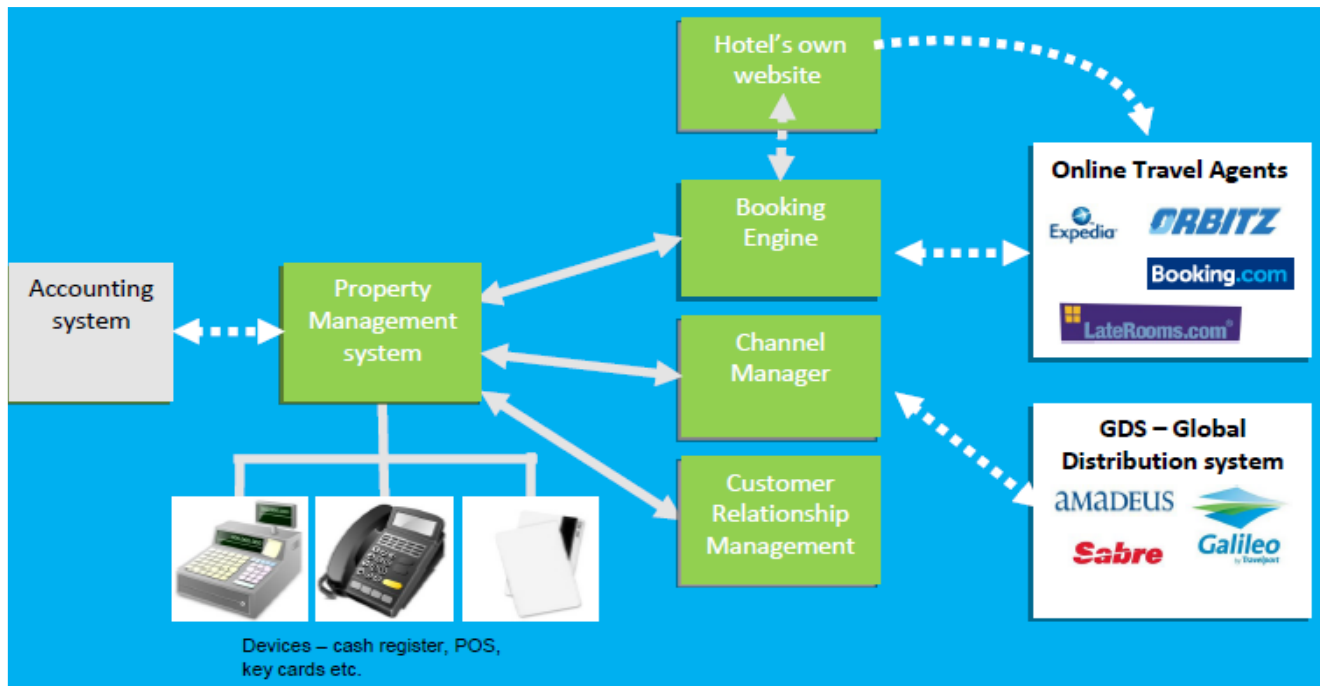 Hotel's own
website
Online Travel Agents
Expedia
ORBITZ
Booking.com
LateRooms.com®
Booking
Engine
Accounting
system
Property
Management
system
Channel
Manager
GDS – Global
Distribution system
amadeus
Sabre
Galileo
by Travelport
Customer
Relationship
Management
Devices – cash register, POS,
key cards etc.